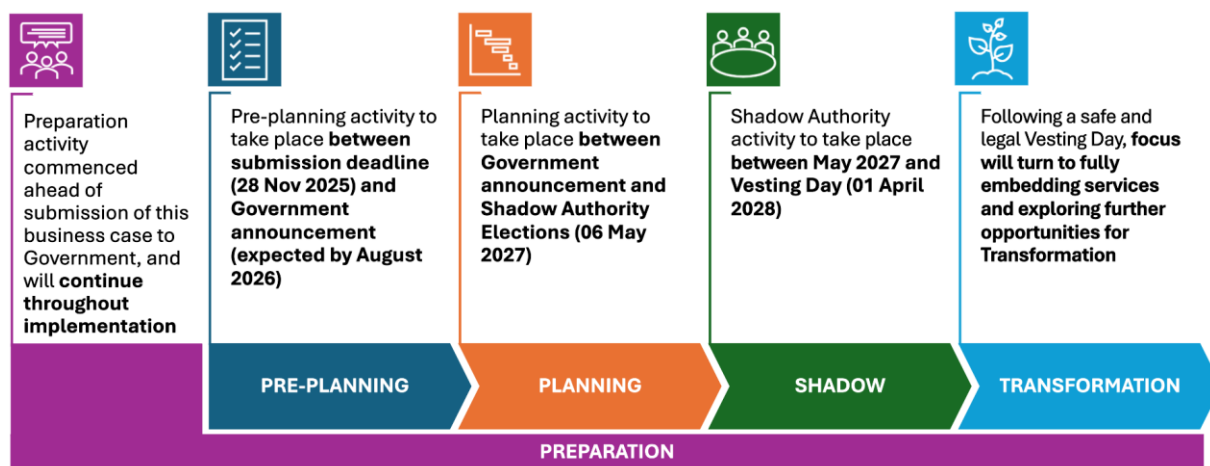 Preparation
activity
commenced
ahead of
submission of this
business case to
Government, and
will continue
throughout
implementation
Pre-planning activity to
take place between
submission deadline
(28 Nov 2025) and
Government
announcement
(expected by August
2026)
Planning activity to
take place between
Government
announcement and
Shadow Authority
Elections (06 May
2027)
Shadow Authority
activity to take place
between May 2027 and
Vesting Day (01 April
2028)
Following a safe and
legal Vesting Day, focus
will turn to fully
embedding services
and exploring further
opportunities for
Transformation
PRE-PLANNING
PLANNING
SHADOW
TRANSFORMATION
PREPARATION